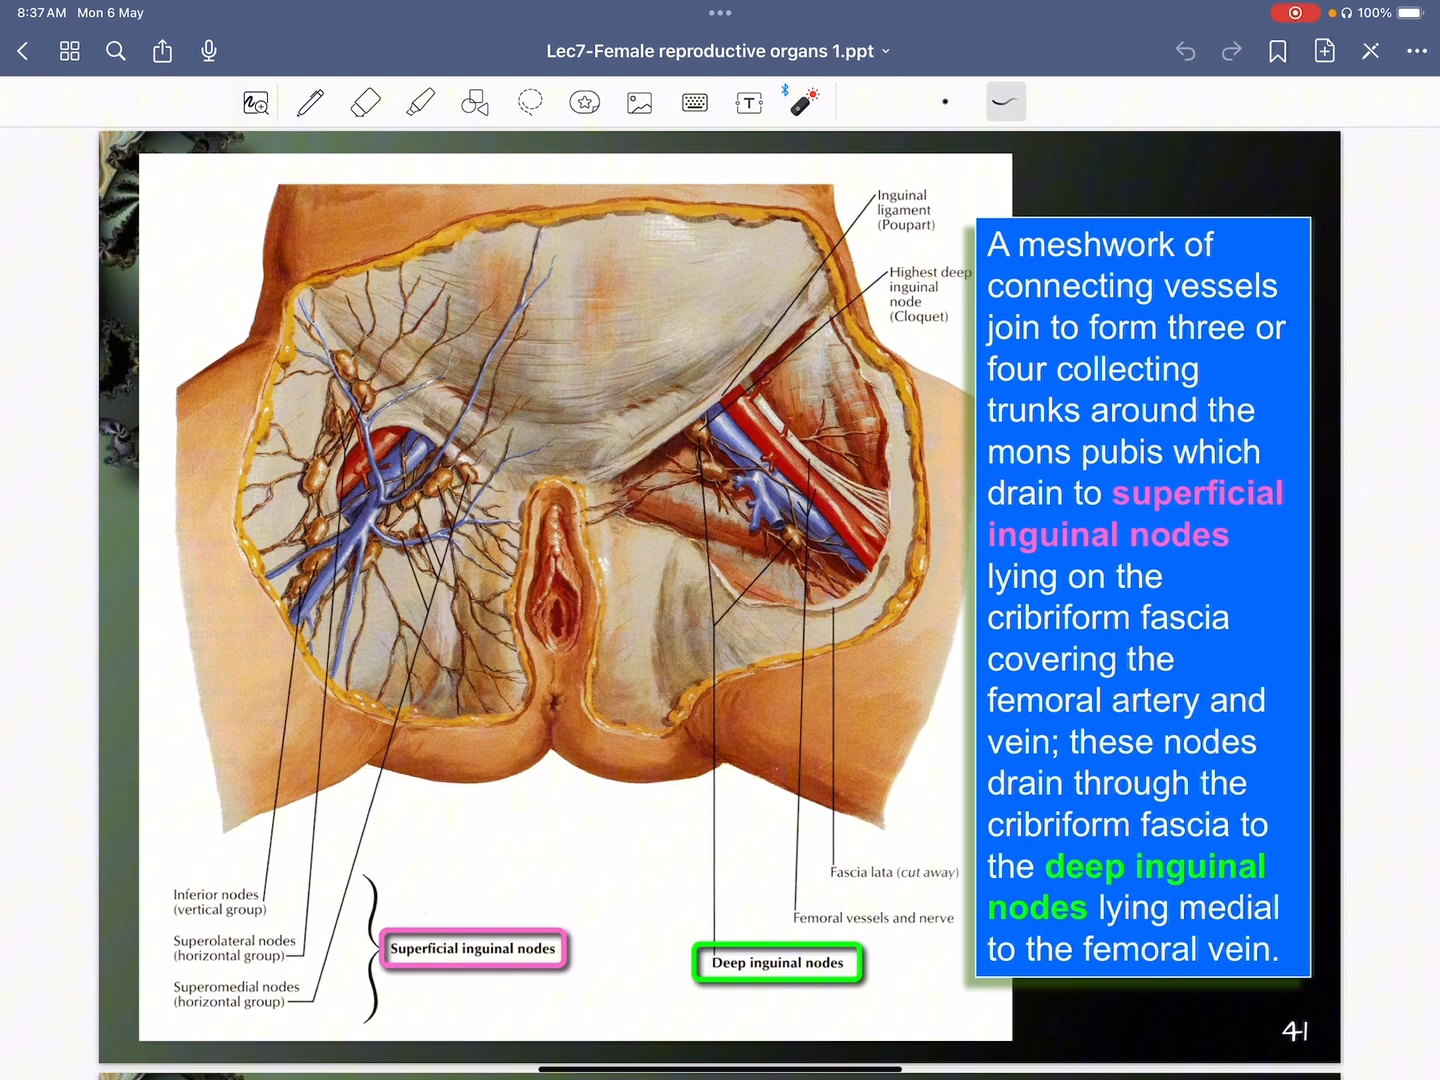 8:37 AM Mon 6 May
100%
Lec7-Female reproductive organs 1.ppt
T
Inguinal
ligament
(Poupart)
Highest deep
inguinal
node
(Cloquet)
A meshwork of
connecting vessels
join to form three or
four collecting
trunks around the
mons pubis which
drain to superficial
inguinal nodes
lying on the
cribriform fascia
covering the
femoral artery and
vein; these nodes
drain through the
cribriform fascia to
the deep inguinal
nodes lying medial
to the femoral vein.
Fascia lata (cut away)
Femoral vessels and nerve
Deep inguinal nodes
Inferior nodes
(vertical group)
Superolateral nodes
(horizontal group)
Superomedial nodes
(horizontal group)
Superficial inguinal nodes
41